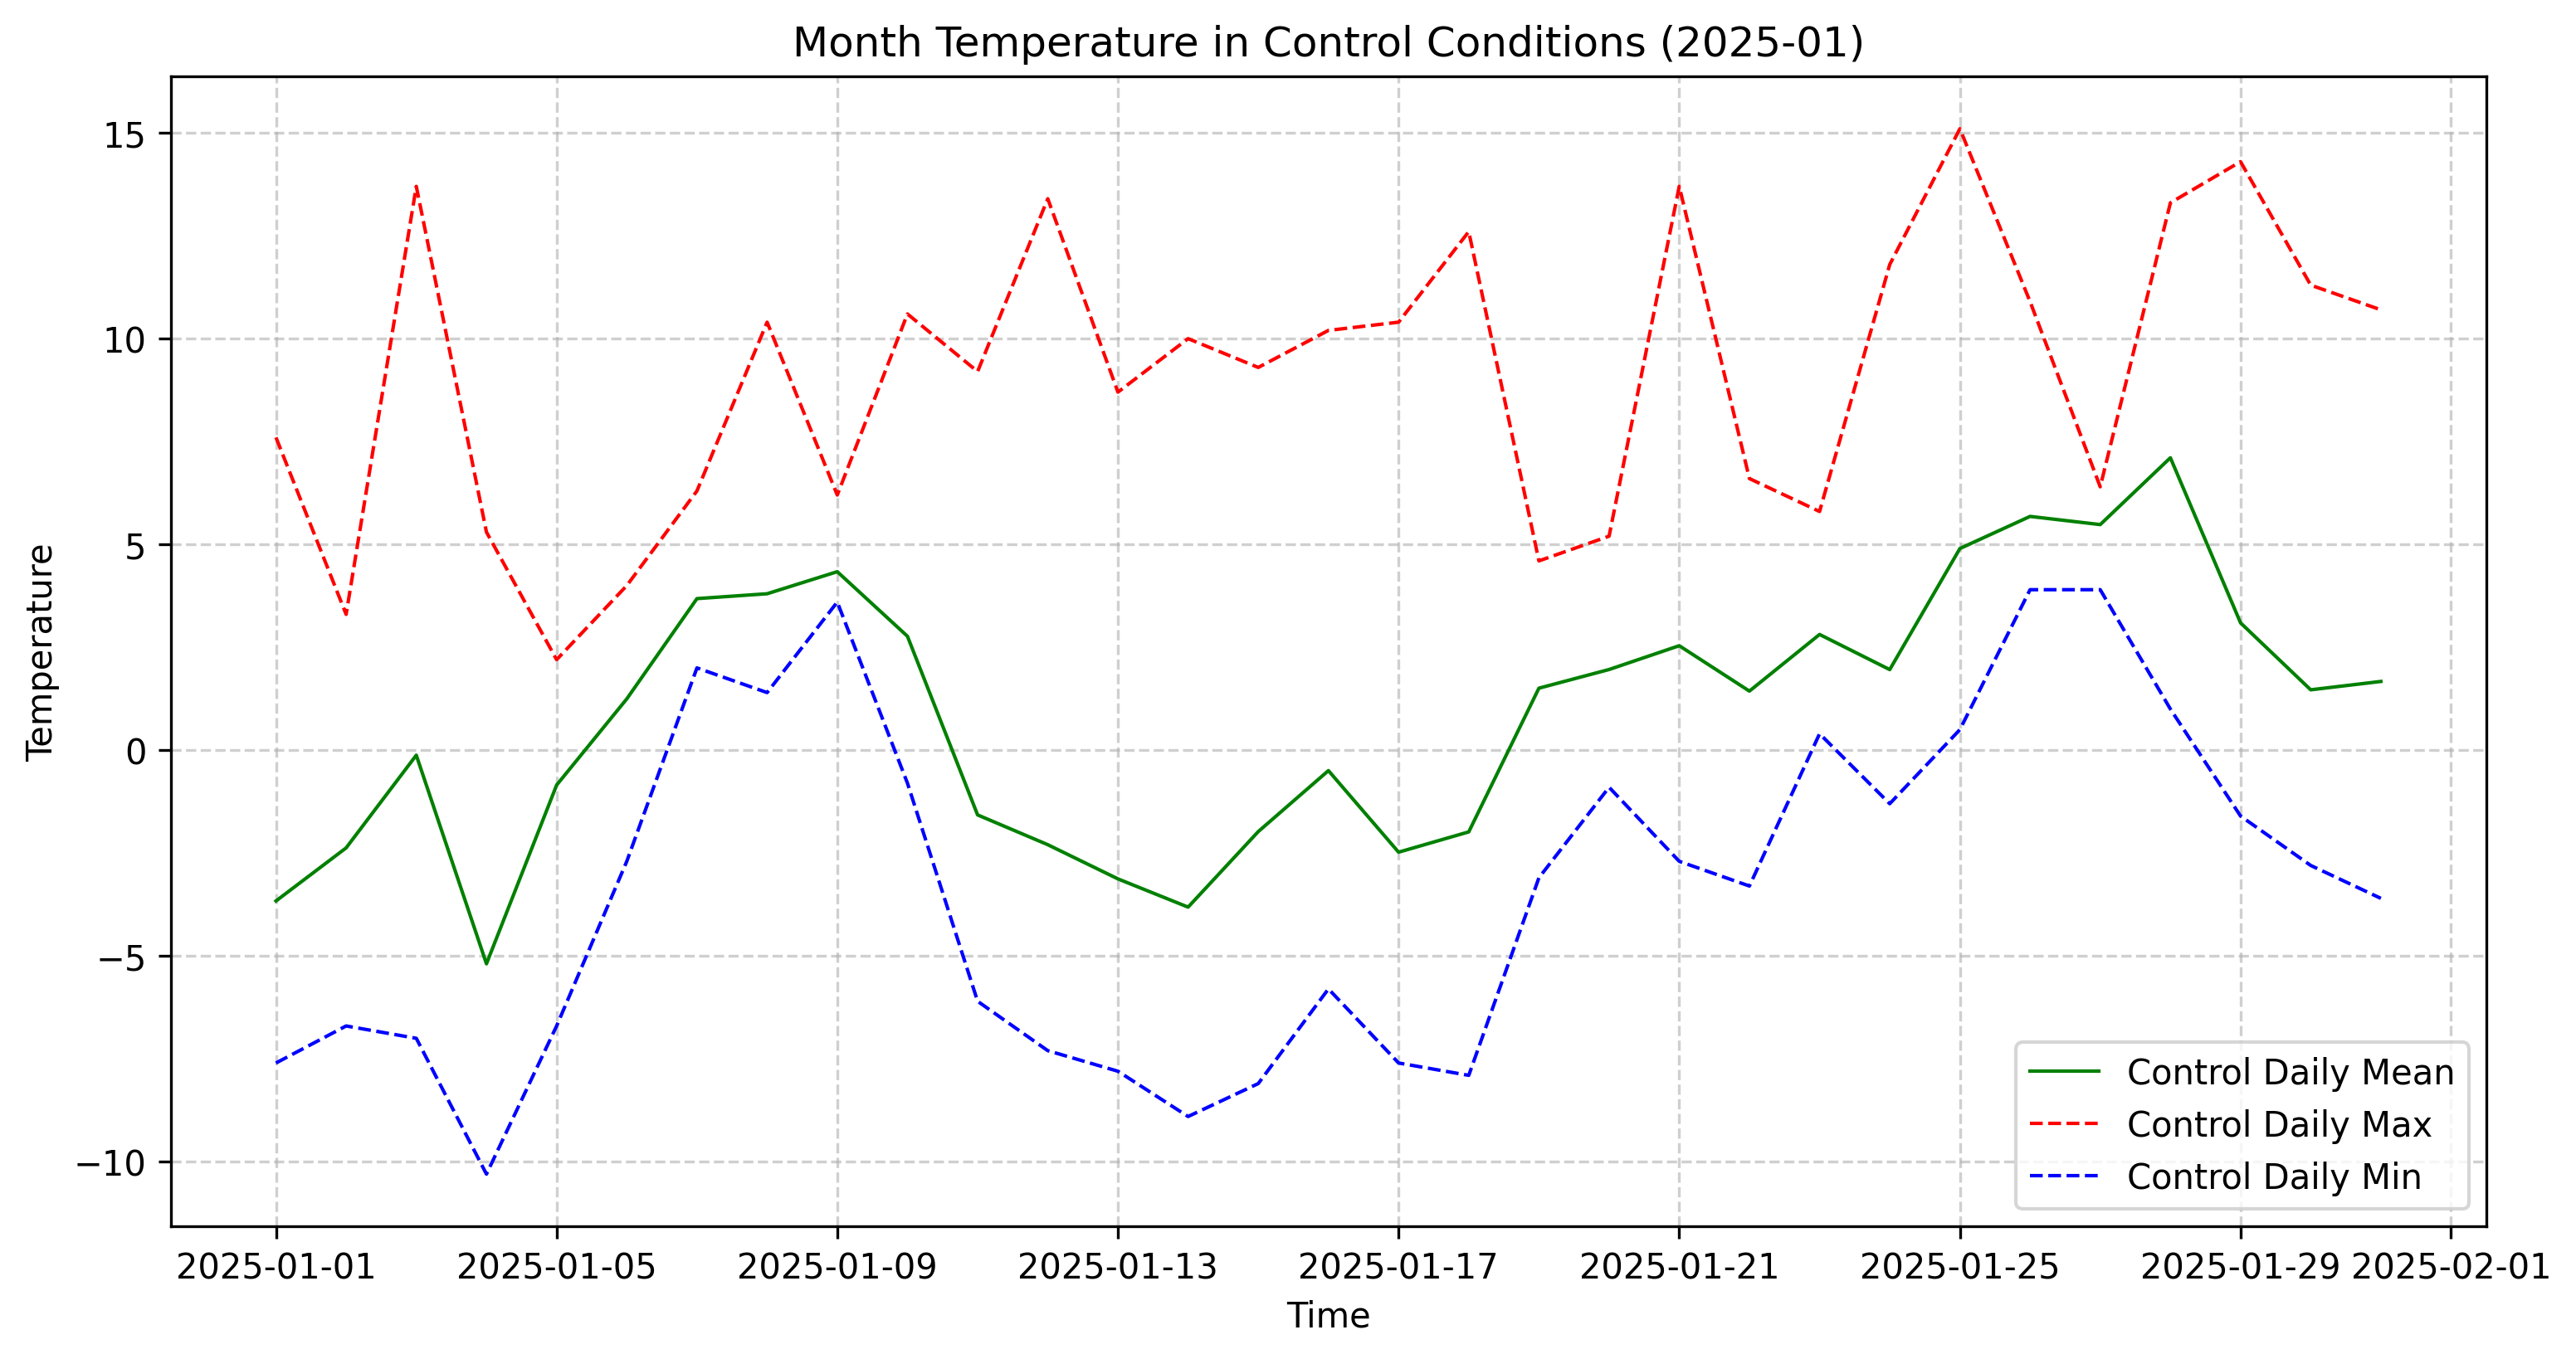 Month Temperature in Control Conditions (2025-01)
Temperature
15
10
5
0
−5
−10
Control Daily Mean
Control Daily Max
Control Daily Min
2025-01-01 2025-01-05 2025-01-09 2025-01-13 2025-01-17 2025-01-21 2025-01-25 2025-01-29 2025-02-01
Time